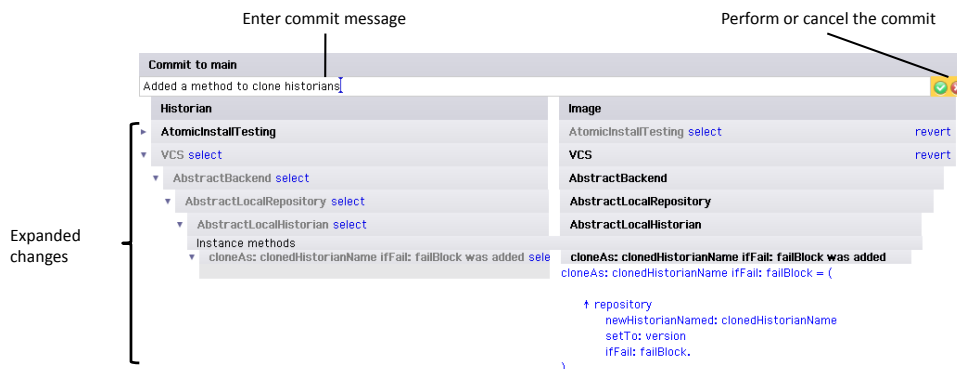 Enter commit message
Perform or cancel the commit
Commit to main
Added a method to clone historians
Historian
Image
AtomicInstallTesting
AtomicInstallTesting select revert
VCS select
VCS revert
AbstractBackend select
AbstractBackend
AbstractLocalRepository select
AbstractLocalRepository
AbstractLocalHistorian select
AbstractLocalHistorian
Expanded
changes
Instance methods
cloneAs: clonedHistorianName ifFail: failBlock was added sele
cloneAs: clonedHistorianName ifFail: failBlock was added
cloneAs: clonedHistorianName ifFail: failBlock = (
↑ repository
newHistorianNamed: clonedHistorianName
setTo: version
ifFail: failBlock.
)